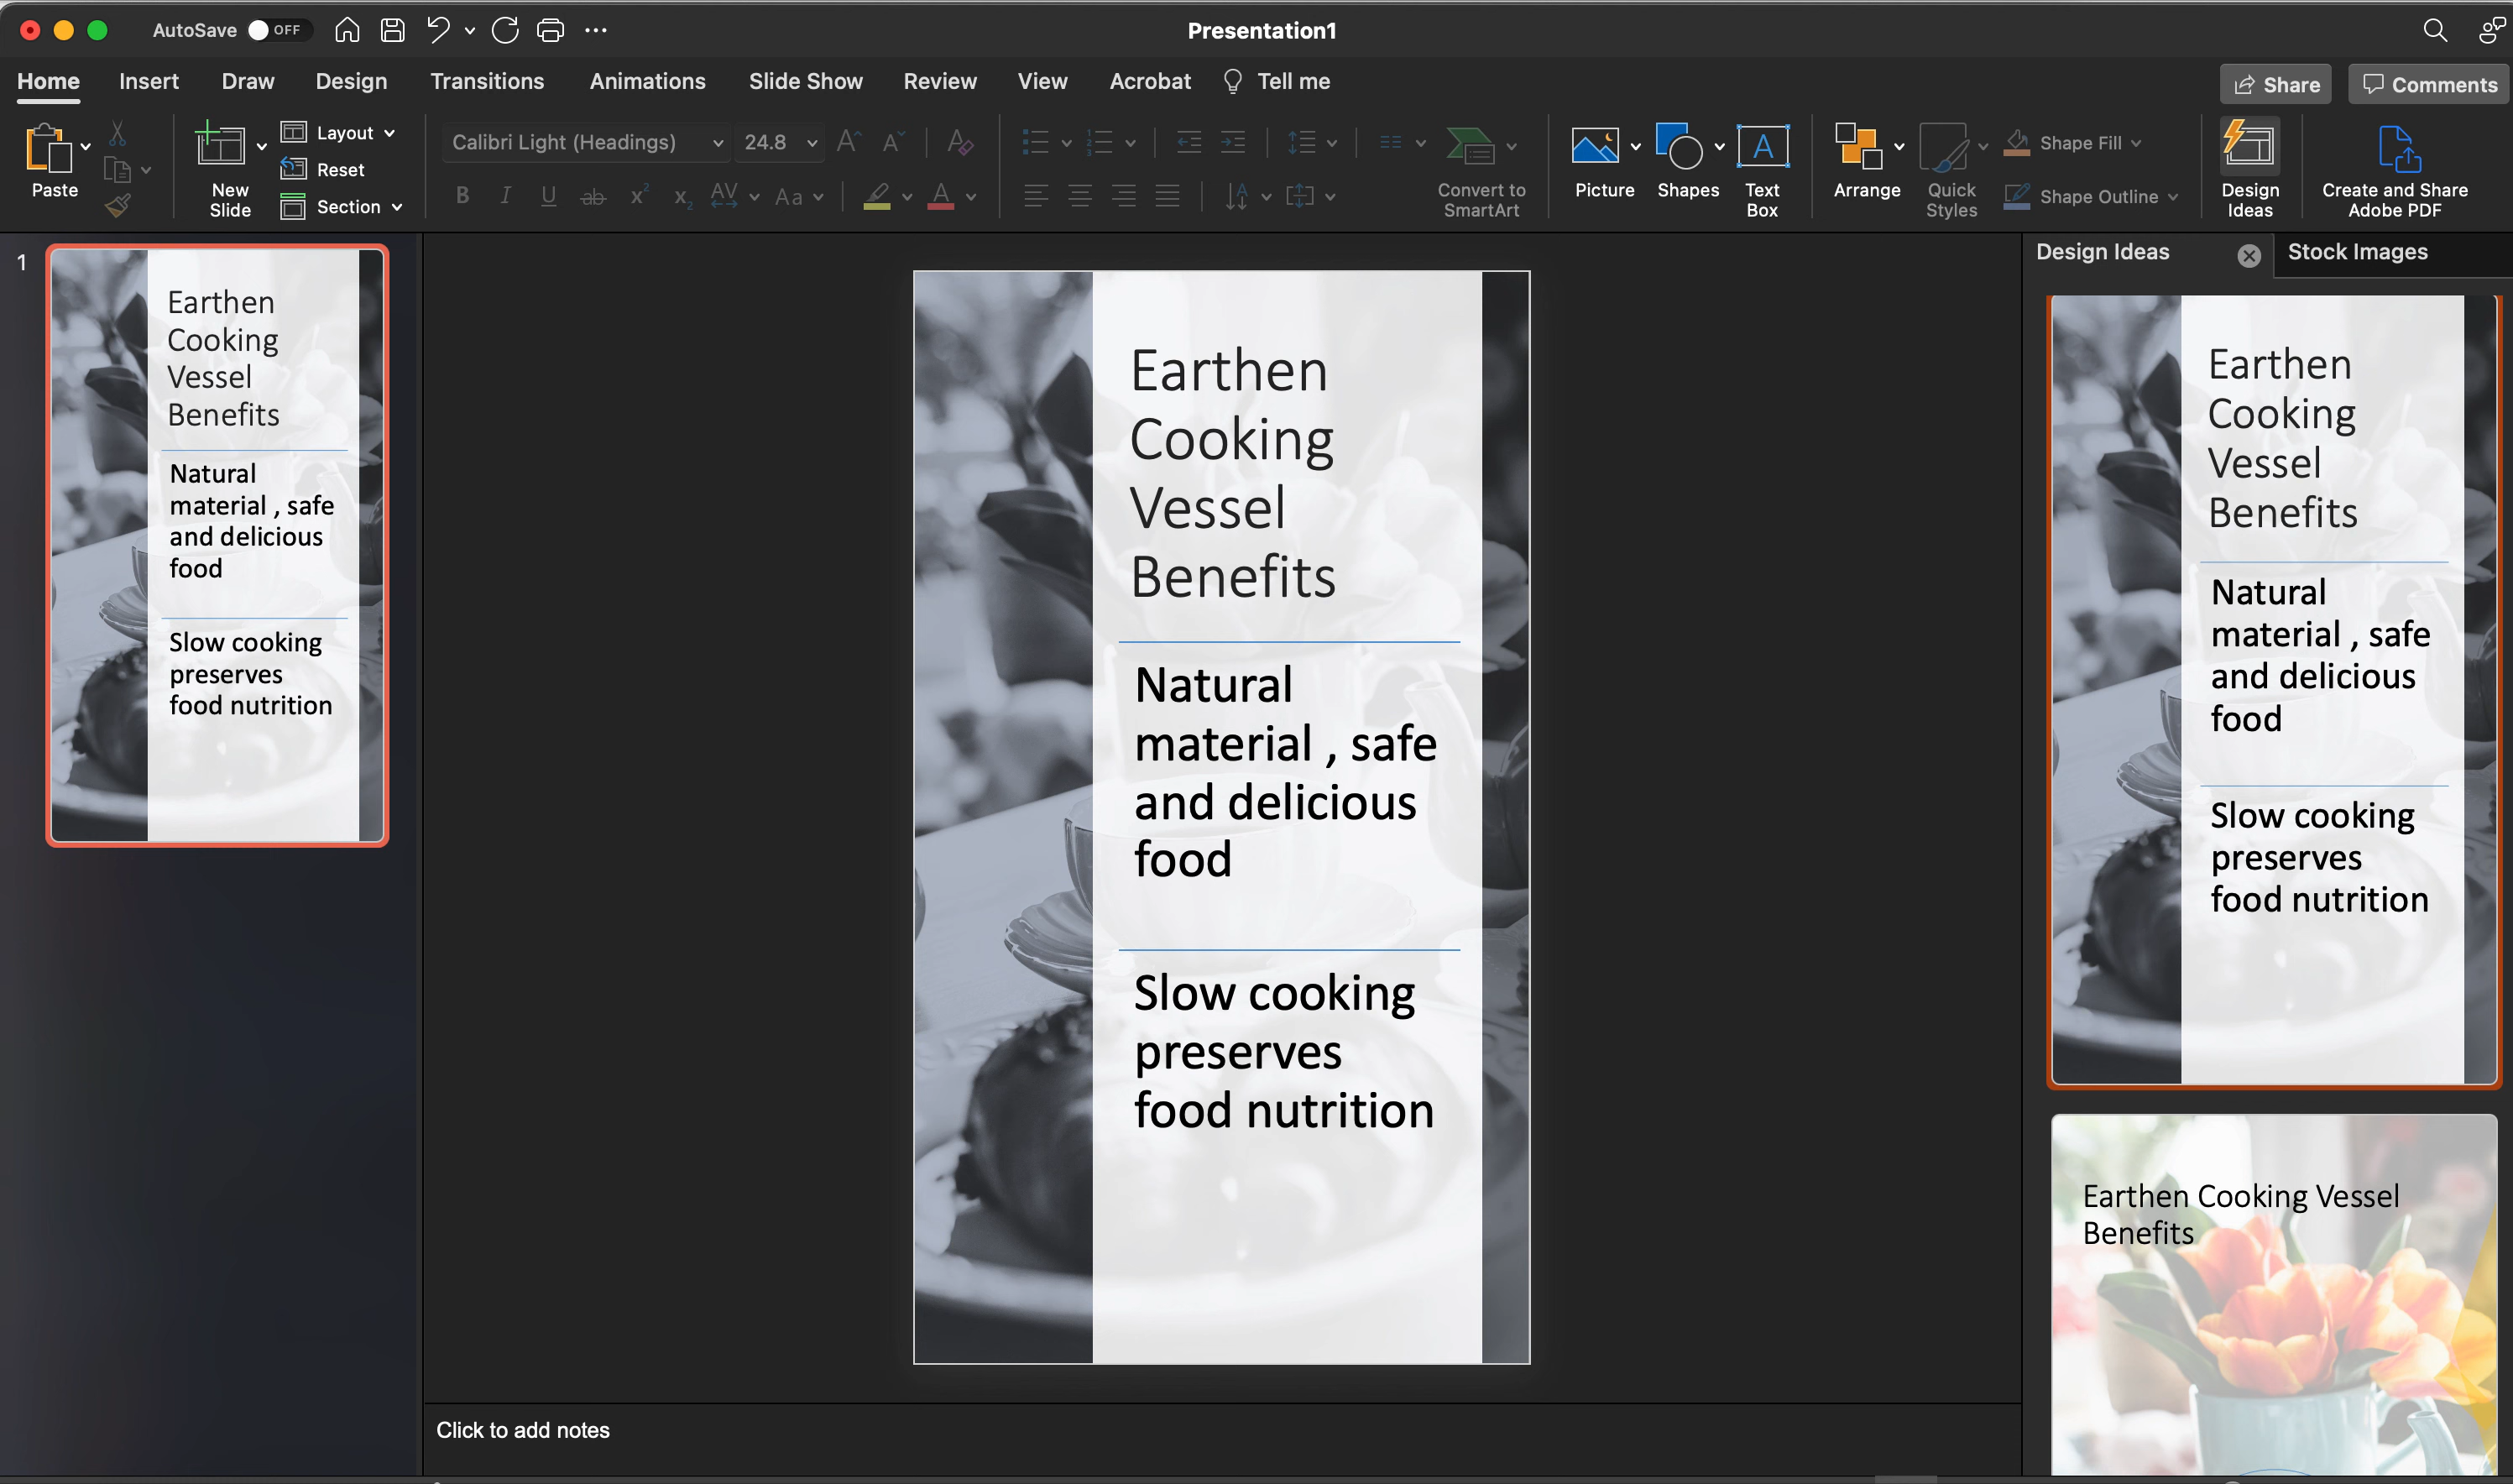 AutoSave OFF
Presentation1
Home Insert Draw Design Transitions Animations Slide Show Review View Acrobat Tell me
Share Comments
Paste
New
Slide
Layout
Reset
Section
Calibri Light (Headings) 24.8
Convert to
SmartArt
Picture
Shapes
Text
Box
Arrange
Quick
Styles
Shape Fill
Shape Outline
Design
Ideas
Create and Share
Adobe PDF
1
Earthen
Cooking
Vessel
Benefits
Natural
material , safe
and delicious
food
Slow cooking
preserves
food nutrition
Earthen
Cooking
Vessel
Benefits
Natural
material , safe
and delicious
food
Slow cooking
preserves
food nutrition
Click to add notes
Design Ideas
Stock Images
Earthen
Cooking
Vessel
Benefits
Natural
material , safe
and delicious
food
Slow cooking
preserves
food nutrition
Earthen Cooking Vessel
Benefits